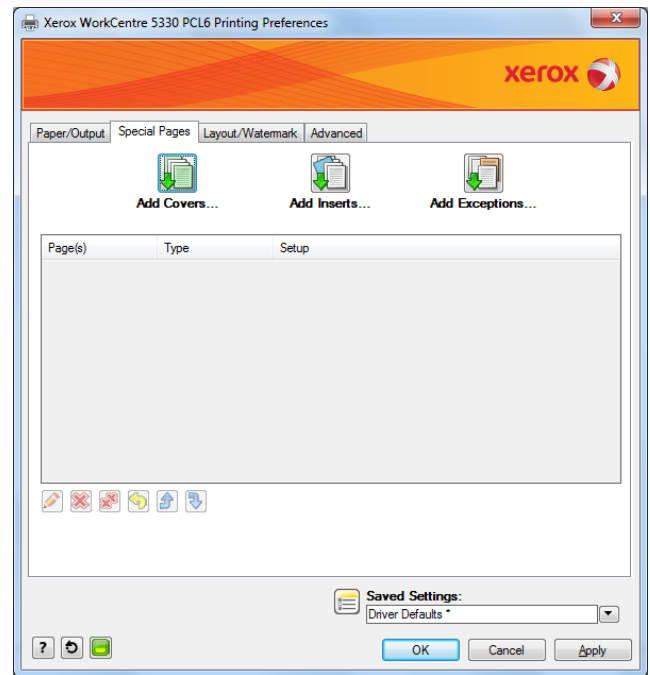 Xerox WorkCentre 5330 PCL6 Printing Preferences
xerox
Paper/Output Special Pages Layout/Watermark Advanced
Add Covers... Add Inserts... Add Exceptions...
Page(s) Type Setup
Saved Settings:
Driver Defaults *
? OK Cancel Apply